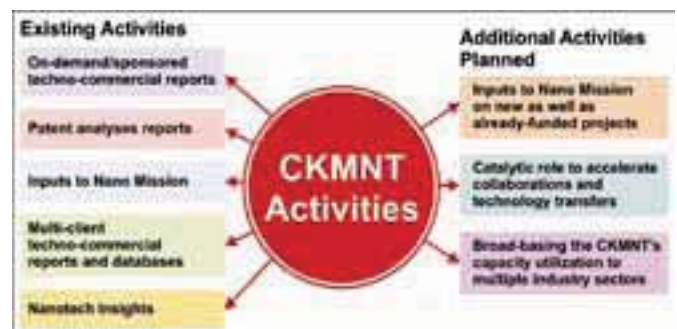 Existing Activities
On-demand/sponsored
techno-commercial reports
Patent analyses reports
Inputs to Nano Mission
Multi-client
techno-commercial
reports and databases
Nanotech Insights
CKMNT
Activities
Additional Activities
Planned
Inputs to Nano Mission
on new as well as
already-funded projects
Catalytic role to accelerate
collaborations and
technology transfers
Broad-basing the CKMNT's
capacity utilization to
multiple industry sectors